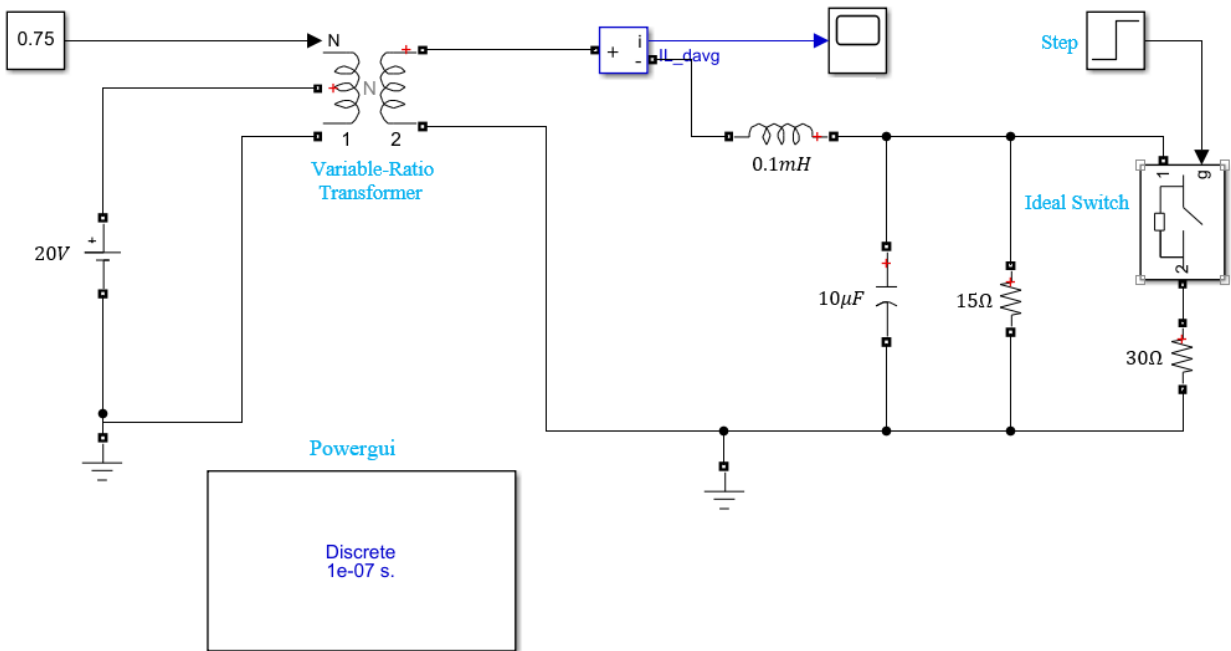 0.75
N
i
+
-
IL_davg
Step
+
+
N
1
2
Variable-Ratio
Transformer
+
0.1mH
1
g
Ideal Switch
2
+
20V
+
10μF
+
15Ω
+
30Ω
Powergui
Discrete
1e-07 s.